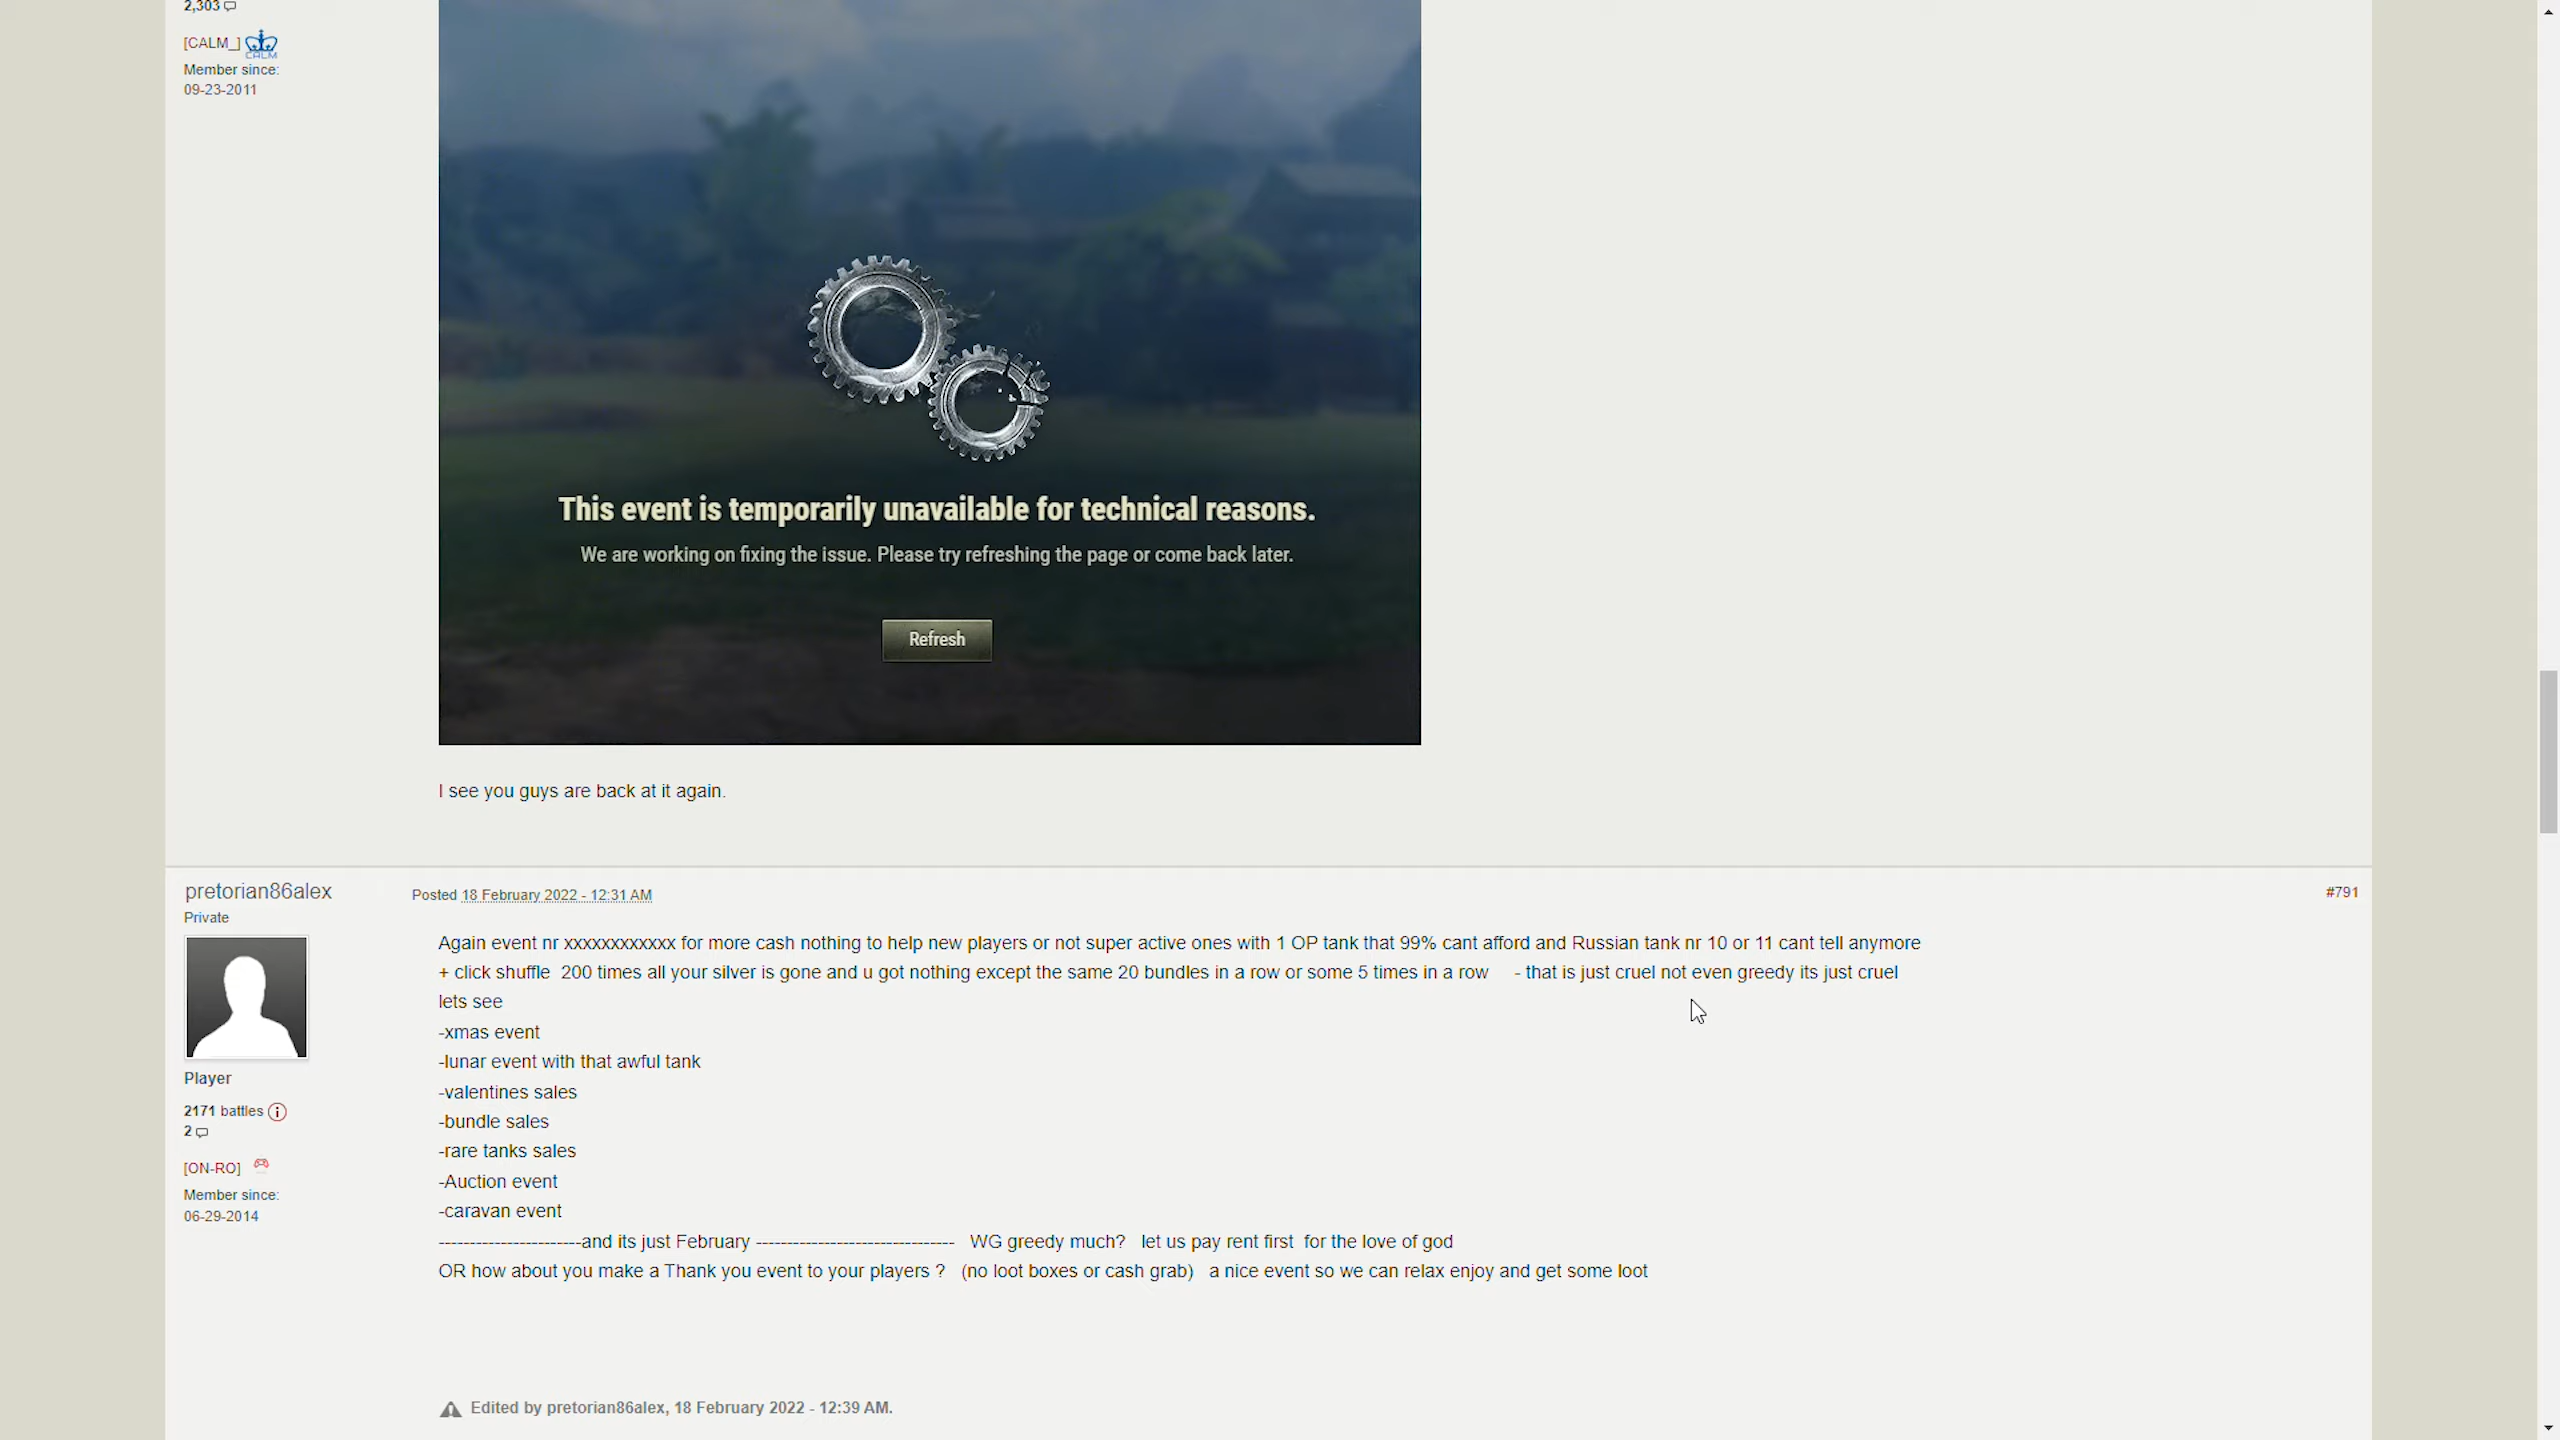 2,303
[CALM_]
CALM
Member since:
09-23-2011
This event is temporarily unavailable for technical reasons.
We are working on fixing the issue. Please try refreshing the page or come back later.
Refresh
I see you guys are back at it again.
pretorian86alex
Posted 18 February 2022 - 12:31 AM
#791
Private
Again event nr xxxxxxxxxxxx for more cash nothing to help new players or not super active ones with 1 OP tank that 99% cant afford and Russian tank nr 10 or 11 cant tell anymore
+ click shuffle  200 times all your silver is gone and u got nothing except the same 20 bundles in a row or some 5 times in a row     - that is just cruel not even greedy its just cruel
lets see
-xmas event
-lunar event with that awful tank
-valentines sales
-bundle sales
-rare tanks sales
-Auction event
-caravan event
-----------------------and its just February --------------------------------   WG greedy much?   let us pay rent first  for the love of god
OR how about you make a Thank you event to your players ?   (no loot boxes or cash grab)   a nice event so we can relax enjoy and get some loot
Player
2171 battles
2
[ON-RO]
Member since:
06-29-2014
Edited by pretorian86alex, 18 February 2022 - 12:39 AM.